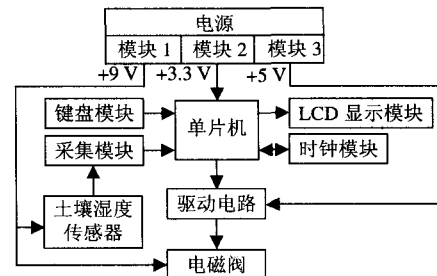 电源
模块 1 模块 2 模块 3
+9 V +3.3 V +5 V
键盘模块 单片机 LCD 显示模块
采集模块 时钟模块
土壤湿度
传感器
驱动电路
电磁阀